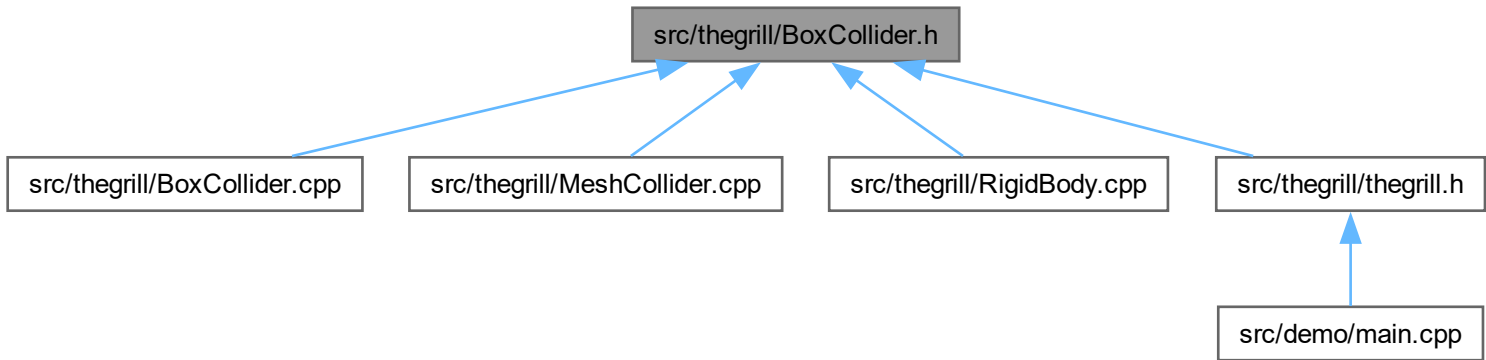 src/thegrill/BoxCollider.h
src/thegrill/BoxCollider.cpp
src/thegrill/MeshCollider.cpp
src/thegrill/RigidBody.cpp
src/thegrill/thegrill.h
src/demo/main.cpp